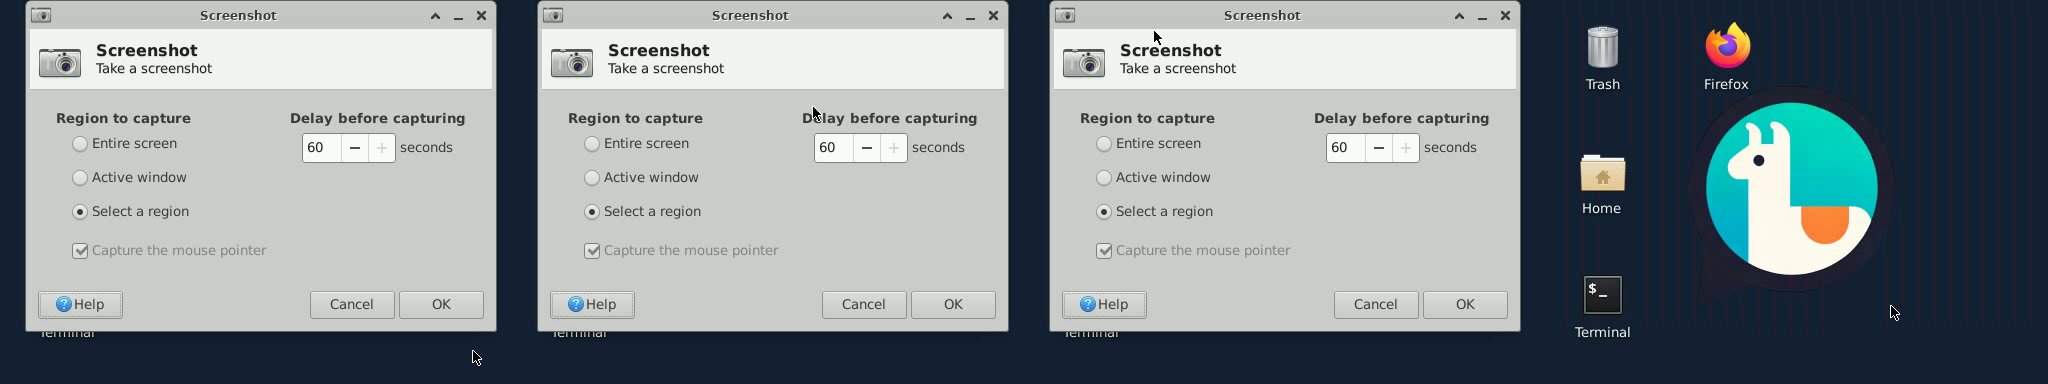 Screenshot
Screenshot
Take a screenshot
Region to capture
Delay before capturing
Entire screen
60
seconds
Active window
Select a region
Capture the mouse pointer
Help
Cancel
OK
Terminal
Screenshot
Screenshot
Take a screenshot
Region to capture
Delay before capturing
Entire screen
60
seconds
Active window
Select a region
Capture the mouse pointer
Help
Cancel
OK
Terminal
Screenshot
Screenshot
Take a screenshot
Region to capture
Delay before capturing
Entire screen
60
seconds
Active window
Select a region
Capture the mouse pointer
Help
Cancel
OK
Terminal
Trash
Firefox
Home
$_
Terminal